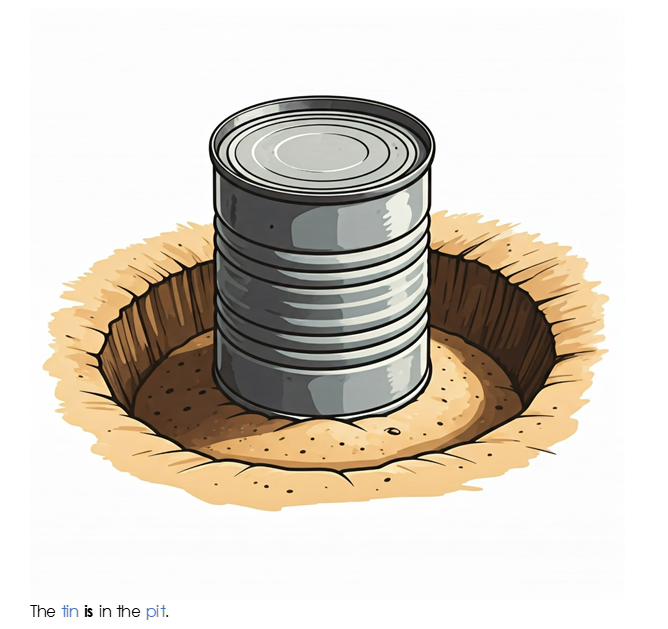 The tin is in the pit.